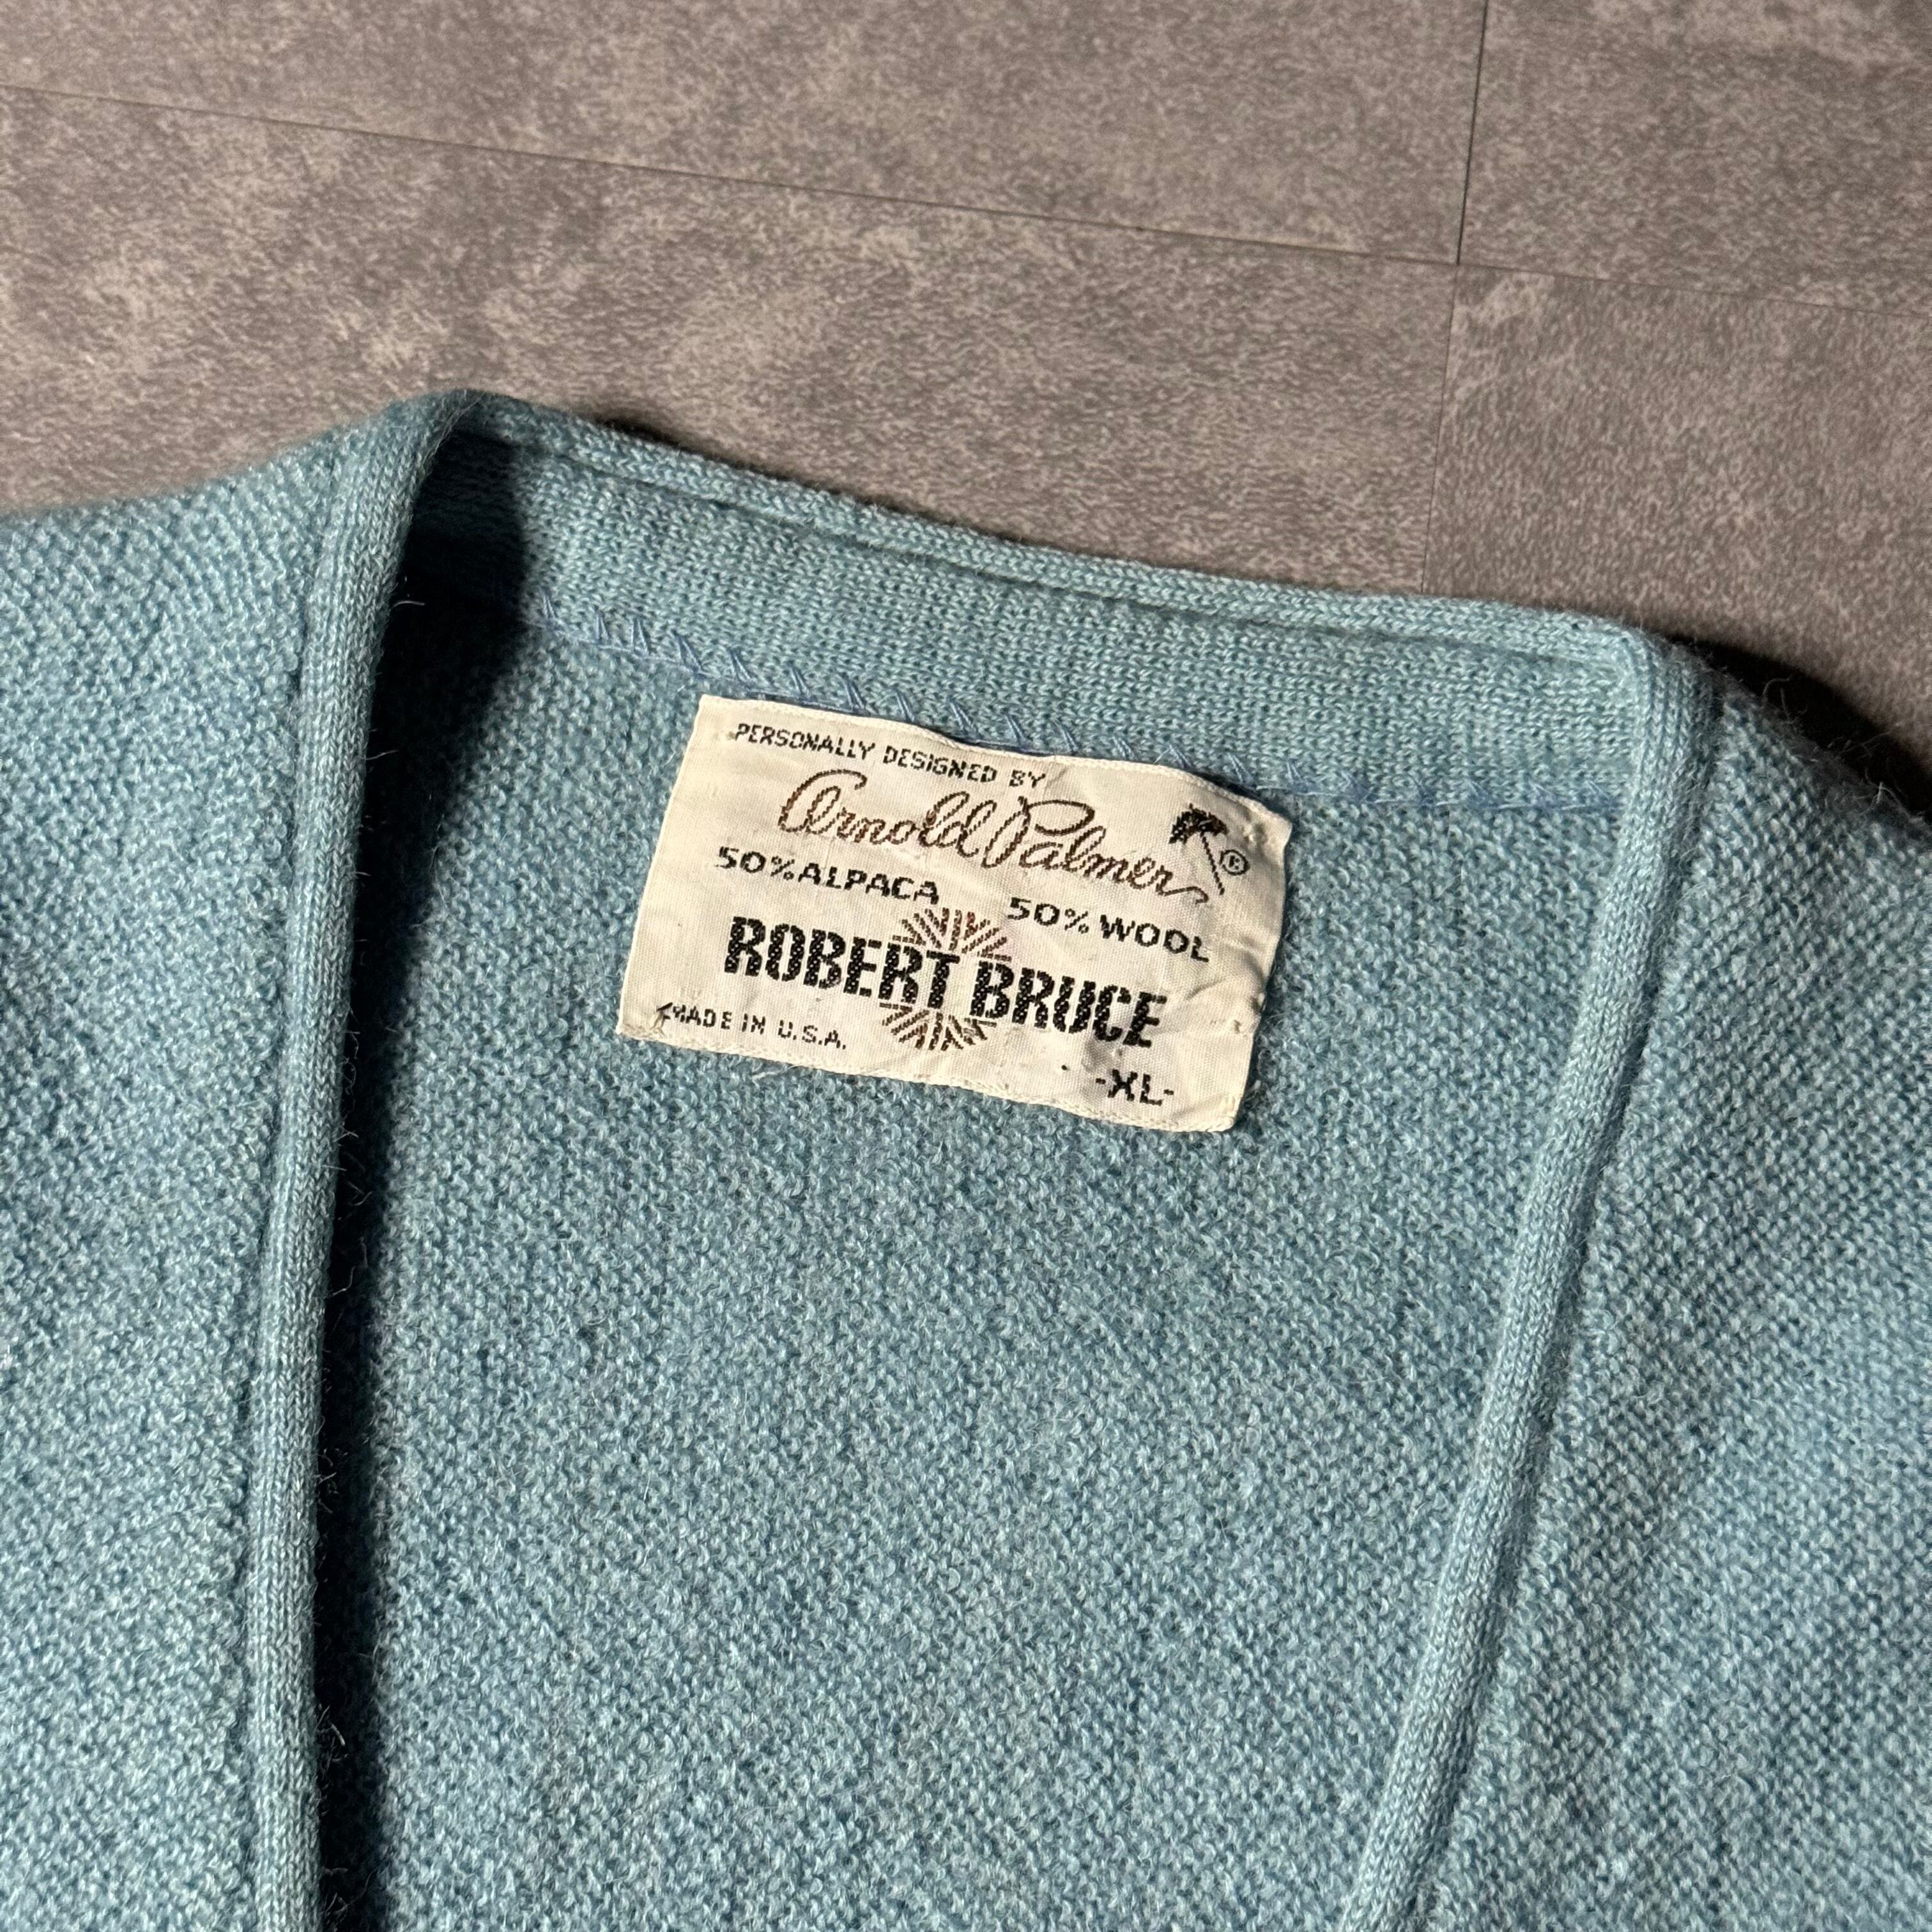 PERSONALLY DESIGNED BY
Arnold Palmer ®
50% ALPACA 50% WOOL
ROBERT BRUCE
MADE IN U.S.A.
-XL-